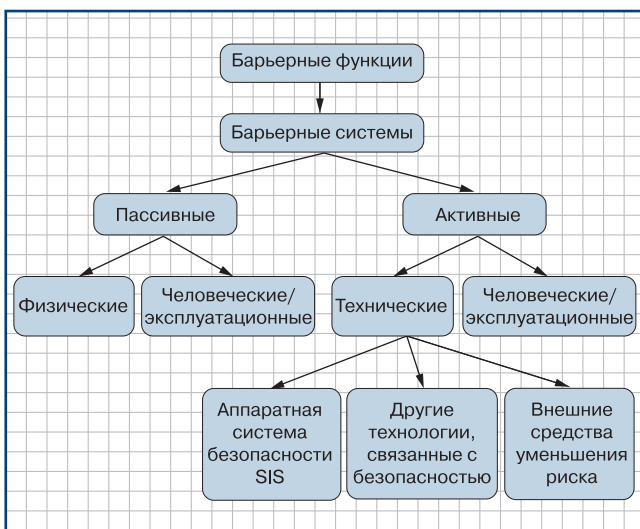 Барьерные функции
Барьерные системы
Пассивные
Активные
Физические
Человеческие/
эксплуатационные
Технические
Человеческие/
эксплуатационные
Аппаратная
система
безопасности
SIS
Другие
технологии,
связанные с
безопасностью
Внешние
средства
уменьшения
риска